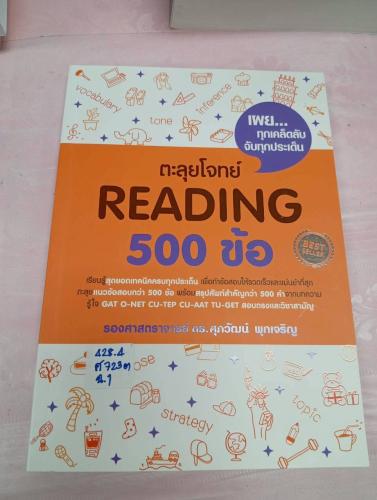 vocabulary
tone
inference
เผย...
ทุกเคล็ดลับ
จับทุกประเด็น
ตะลุยโจทย์
READING
500 ข้อ
BEST
SELLER
เรียนรู้สุดยอดเทคนิคครบทุกประเด็น เพื่อทำข้อสอบให้รวดเร็วและแม่นยำที่สุด
ตะลุยแนวข้อสอบกว่า 500 ข้อ พร้อมสรุปศัพท์สำคัญกว่า 500 คำจากบทความ
รู้ใจ GAT O-NET CU-TEP CU-AAT TU-GET สอบตรงและวิชาสามัญ
รองศาสตราจารย์ ดร.ศุภวัฒน์ พุกเจริญ
428.4
ศ723ต
ฉ.1
strategy
topic